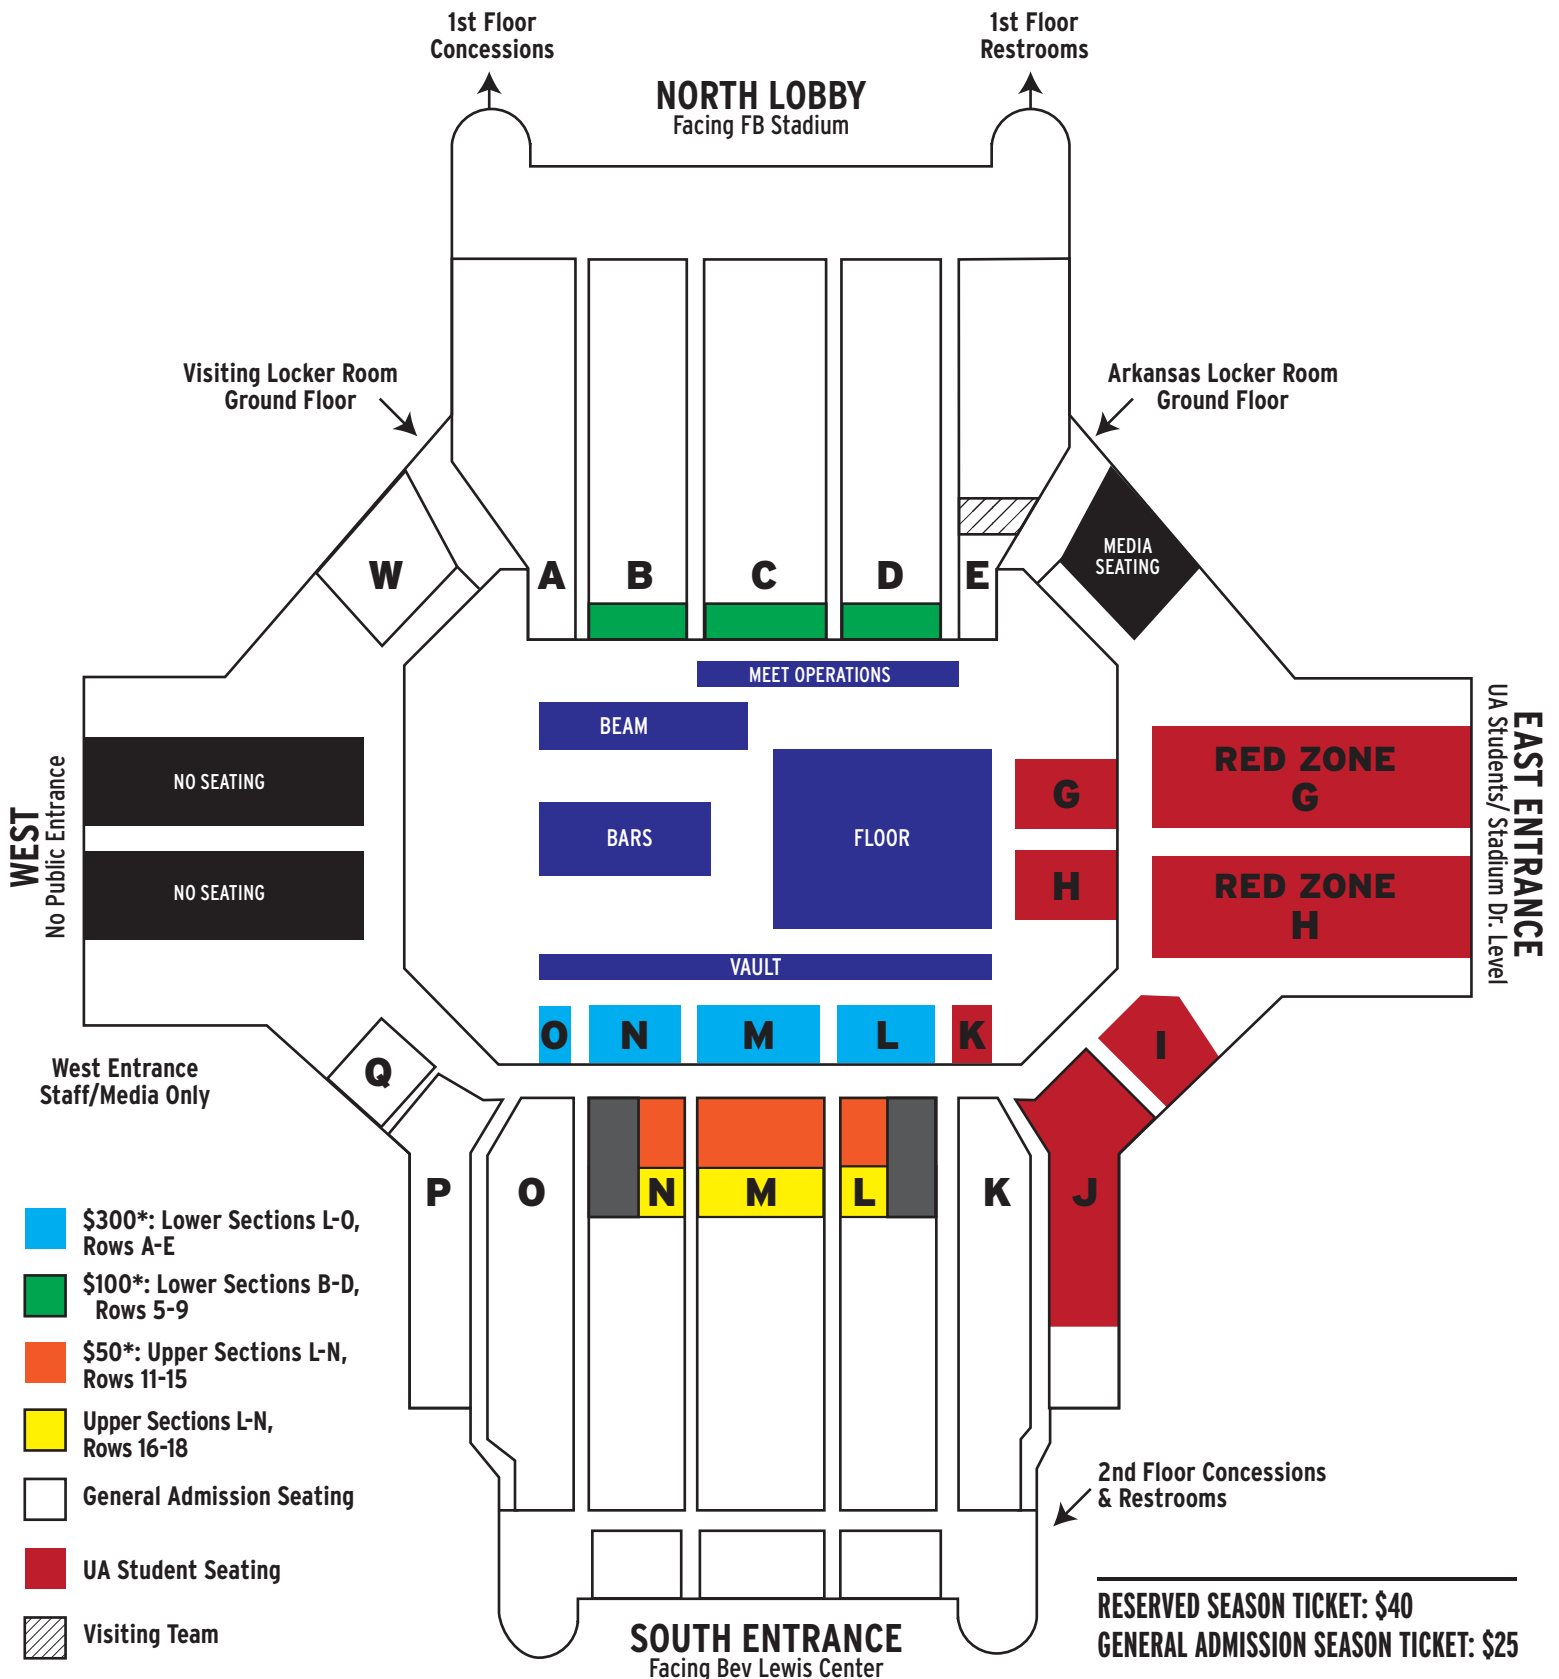 1st Floor
Concessions
1st Floor
Restrooms
NORTH LOBBY
Facing FB Stadium
Visiting Locker Room
Ground Floor
Arkansas Locker Room
Ground Floor
W
A
B
C
D
E
MEDIA
SEATING
MEET OPERATIONS
BEAM
BARS
FLOOR
VAULT
NO SEATING
NO SEATING
WEST
No Public Entrance
G
H
RED ZONE
G
RED ZONE
H
EAST ENTRANCE
UA Students/ Stadium Dr. Level
O
N
M
L
K
I
Q
West Entrance
Staff/Media Only
P
O
N
M
L
K
J
$300*: Lower Sections L-O,
Rows A-E
$100*: Lower Sections B-D,
Rows 5-9
$50*: Upper Sections L-N,
Rows 11-15
Upper Sections L-N,
Rows 16-18
General Admission Seating
UA Student Seating
Visiting Team
2nd Floor Concessions
& Restrooms
SOUTH ENTRANCE
Facing Bev Lewis Center
RESERVED SEASON TICKET: $40
GENERAL ADMISSION SEASON TICKET: $25